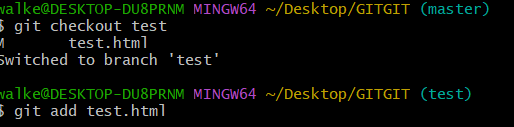 walke@DESKTOP-DU8PRNM MINGW64 ~/Desktop/GITGIT (master)
$ git checkout test
M       test.html
Switched to branch 'test'
walke@DESKTOP-DU8PRNM MINGW64 ~/Desktop/GITGIT (test)
$ git add test.html